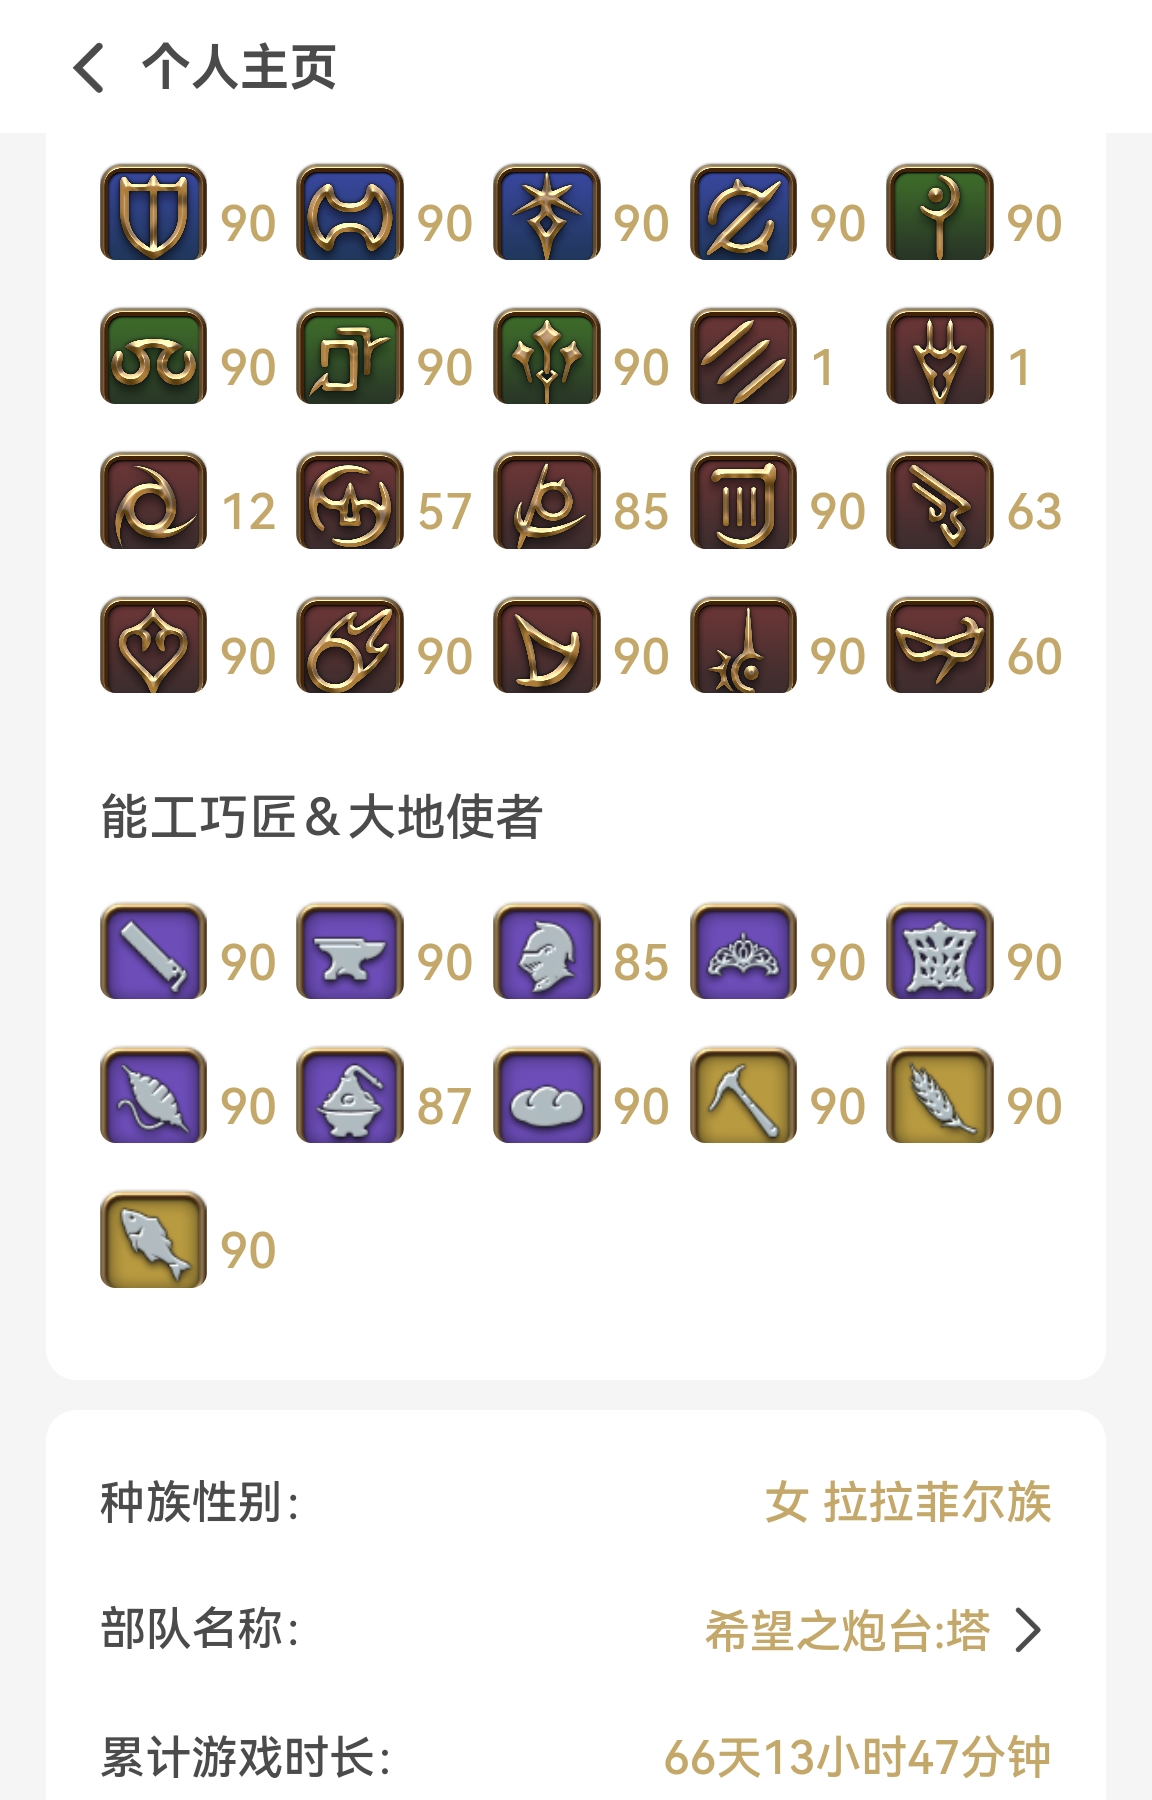 个人主页
90 90 90 90 90
90 90 90 1 1
12 57 85 90 63
90 90 90 90 60
能工巧匠&大地使者
90 90 85 90 90
90 87 90 90 90
90
种族性别: 女 拉拉菲尔族
部队名称: 希望之炮台:塔
累计游戏时长: 66天13小时47分钟